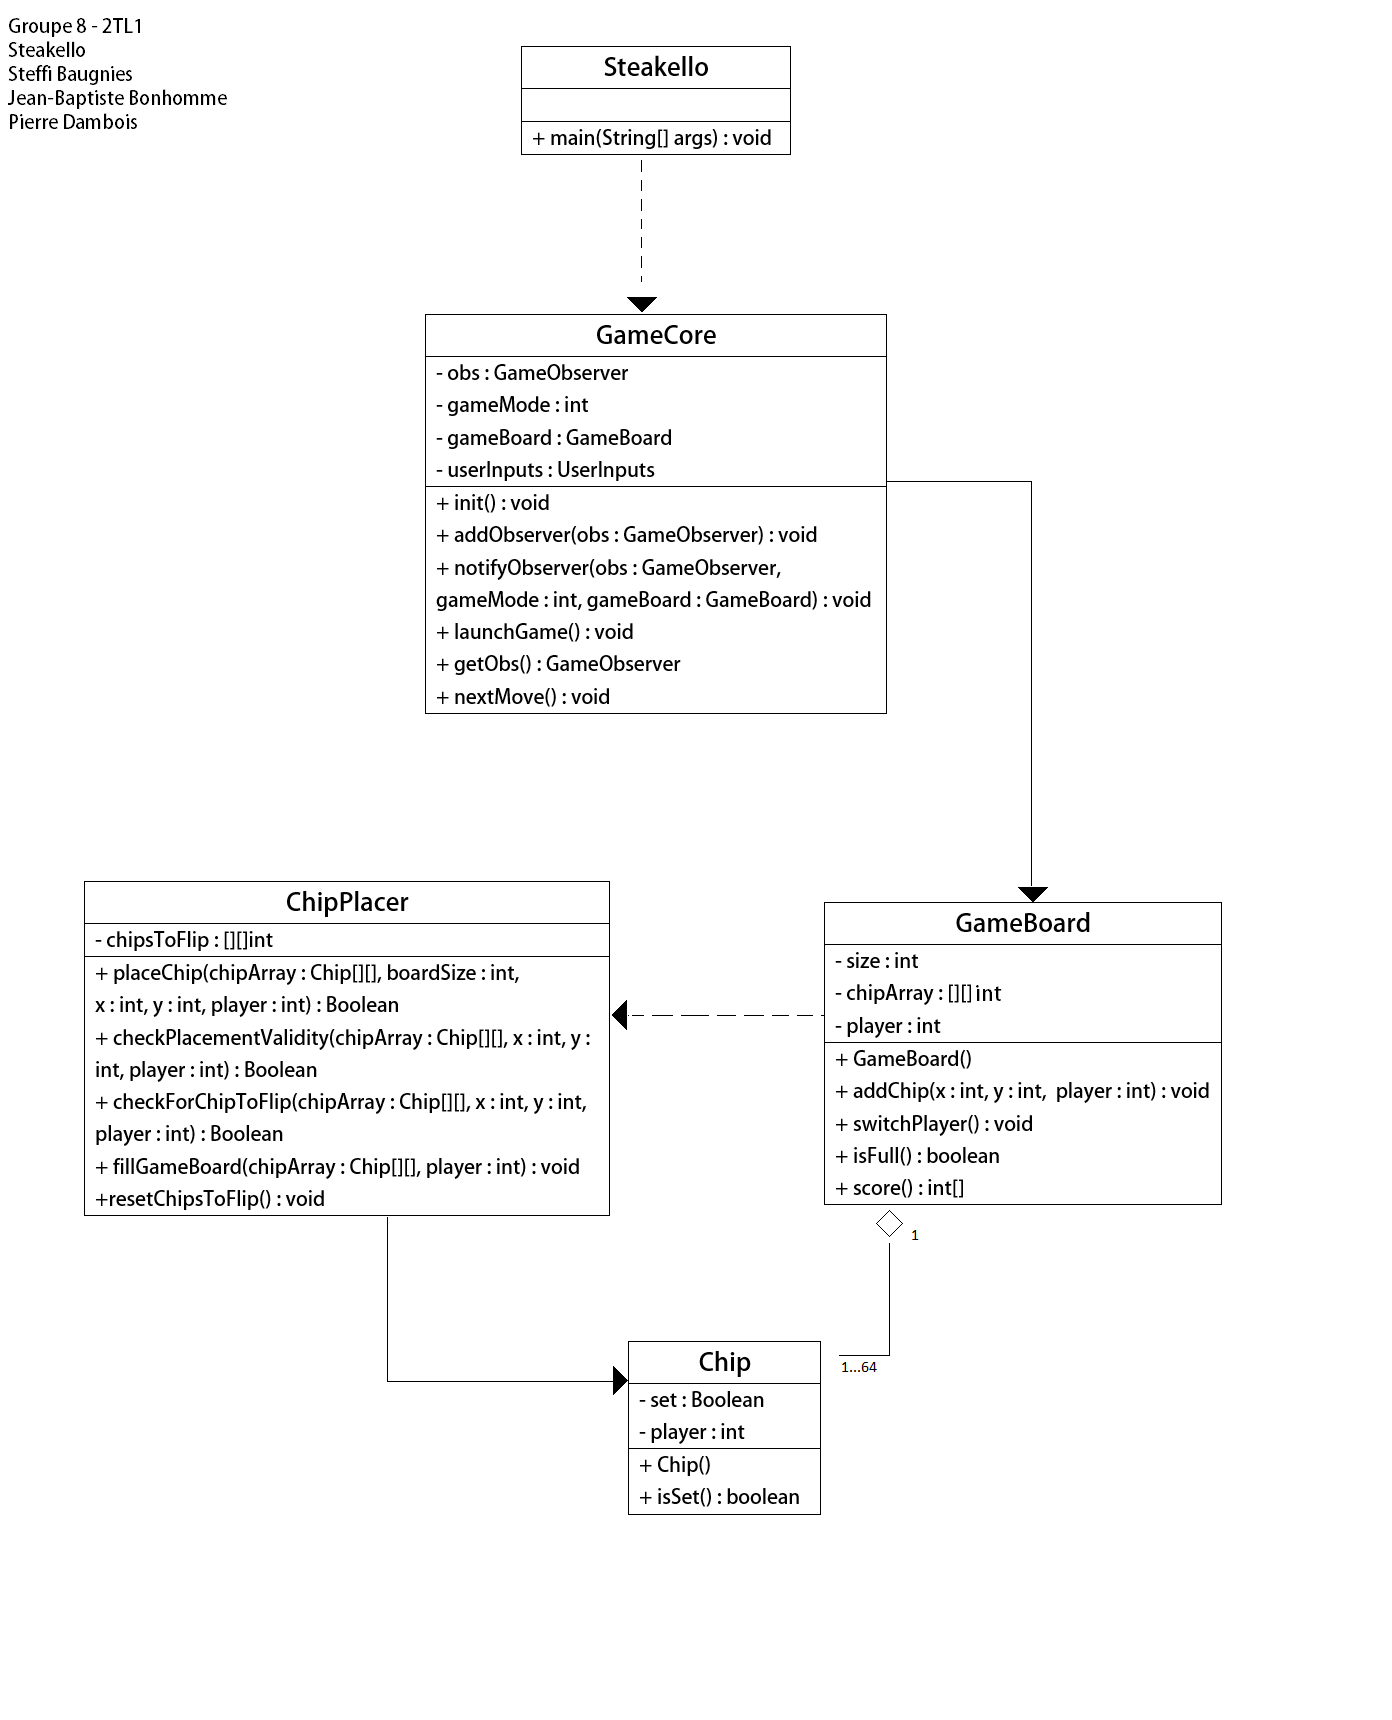 Groupe 8 - 2TL1
Steakello
Steffi Baugnies
Jean-Baptiste Bonhomme
Pierre Dambois
Steakello
+ main(String[] args) : void
GameCore
- obs : GameObserver
- gameMode : int
- gameBoard : GameBoard
- userInputs : UserInputs
+ init() : void
+ addObserver(obs : GameObserver) : void
+ notifyObserver(obs : GameObserver,
gameMode : int, gameBoard : GameBoard) : void
+ launchGame() : void
+ getObs() : GameObserver
+ nextMove() : void
ChipPlacer
- chipsToFlip : [][]int
+ placeChip(chipArray : Chip[][], boardSize : int,
x : int, y : int, player : int) : Boolean
+ checkPlacementValidity(chipArray : Chip[][], x : int, y :
int, player : int) : Boolean
+ checkForChipToFlip(chipArray : Chip[][], x : int, y : int,
player : int) : Boolean
+ fillGameBoard(chipArray : Chip[][], player : int) : void
+resetChipsToFlip() : void
GameBoard
- size : int
- chipArray : [][] int
- player : int
+ GameBoard()
+ addChip(x : int, y : int,  player : int) : void
+ switchPlayer() : void
+ isFull() : boolean
+ score() : int[]
1
1...64
Chip
- set : Boolean
- player : int
+ Chip()
+ isSet() : boolean